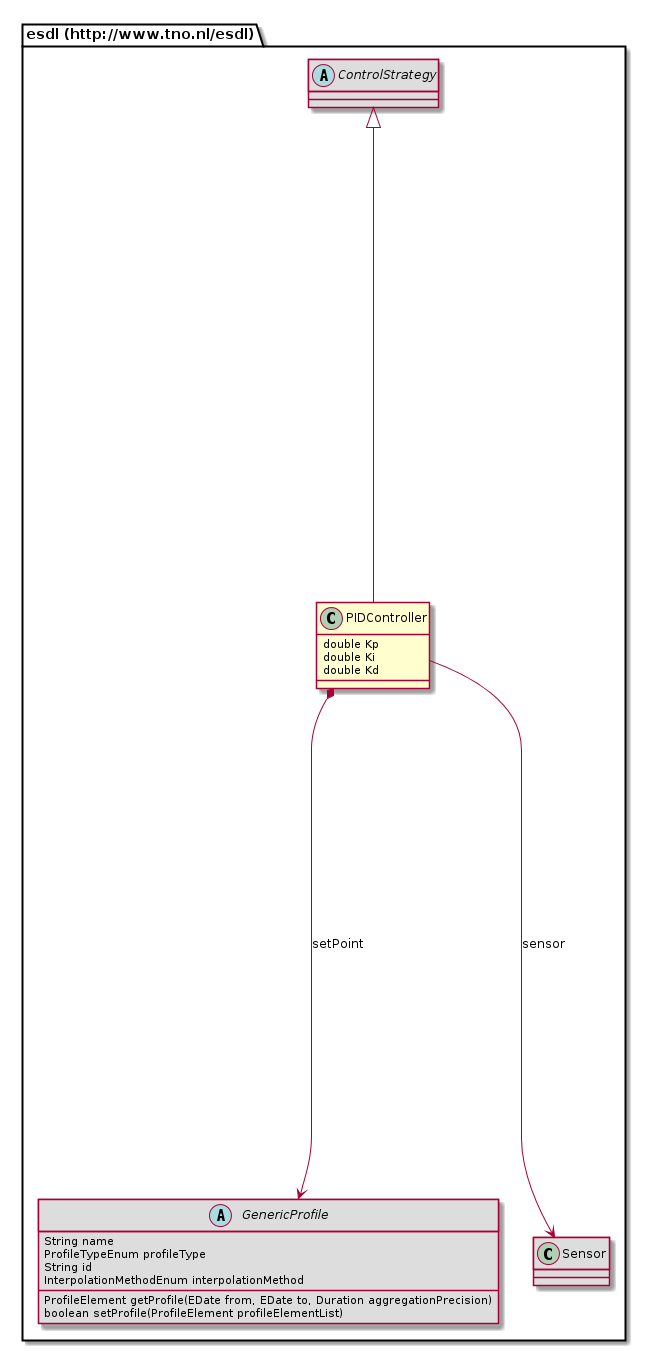 esdl (http://www.tno.nl/esdl)
A ControlStrategy
C PIDController
double Kp
double Ki
double Kd
setPoint
sensor
A GenericProfile
String name
ProfileTypeEnum profileType
String id
InterpolationMethodEnum interpolationMethod
ProfileElement getProfile(EDate from, EDate to, Duration aggregationPrecision)
boolean setProfile(ProfileElement profileElementList)
C Sensor